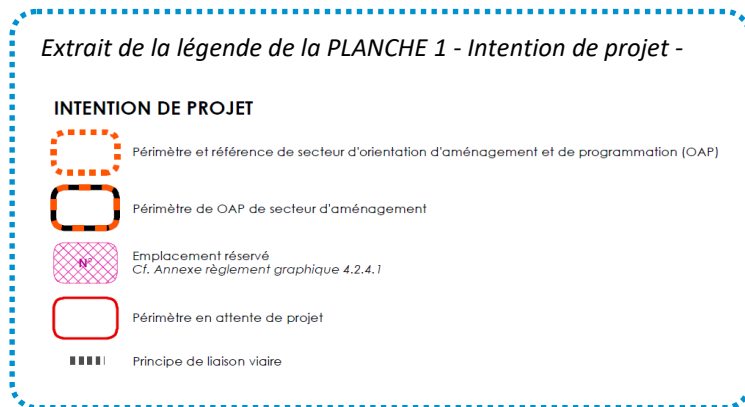 Extrait de la légende de la PLANCHE 1 - Intention de projet -
INTENTION DE PROJET
Périmètre et référence de secteur d'orientation d'aménagement et de programmation (OAP)
Périmètre de OAP de secteur d'aménagement
N°
Emplacement réservé
Cf. Annexe règlement graphique 4.2.4.1
Périmètre en attente de projet
Principe de liaison viaire